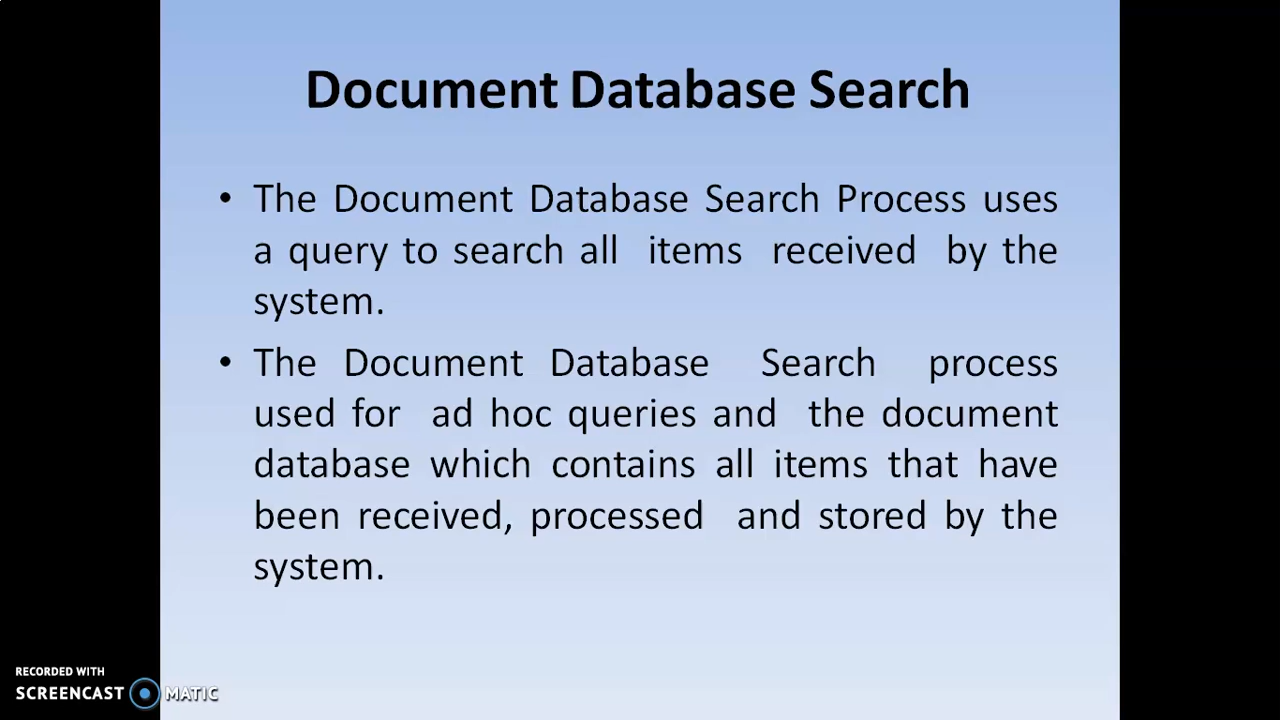 Document Database Search
• The Document Database Search Process uses
a query to search all items received by the
system.
• The Document Database Search process
used for ad hoc queries and the document
database which contains all items that have
been received, processed and stored by the
system.
RECORDED WITH
SCREENCAST MATIC